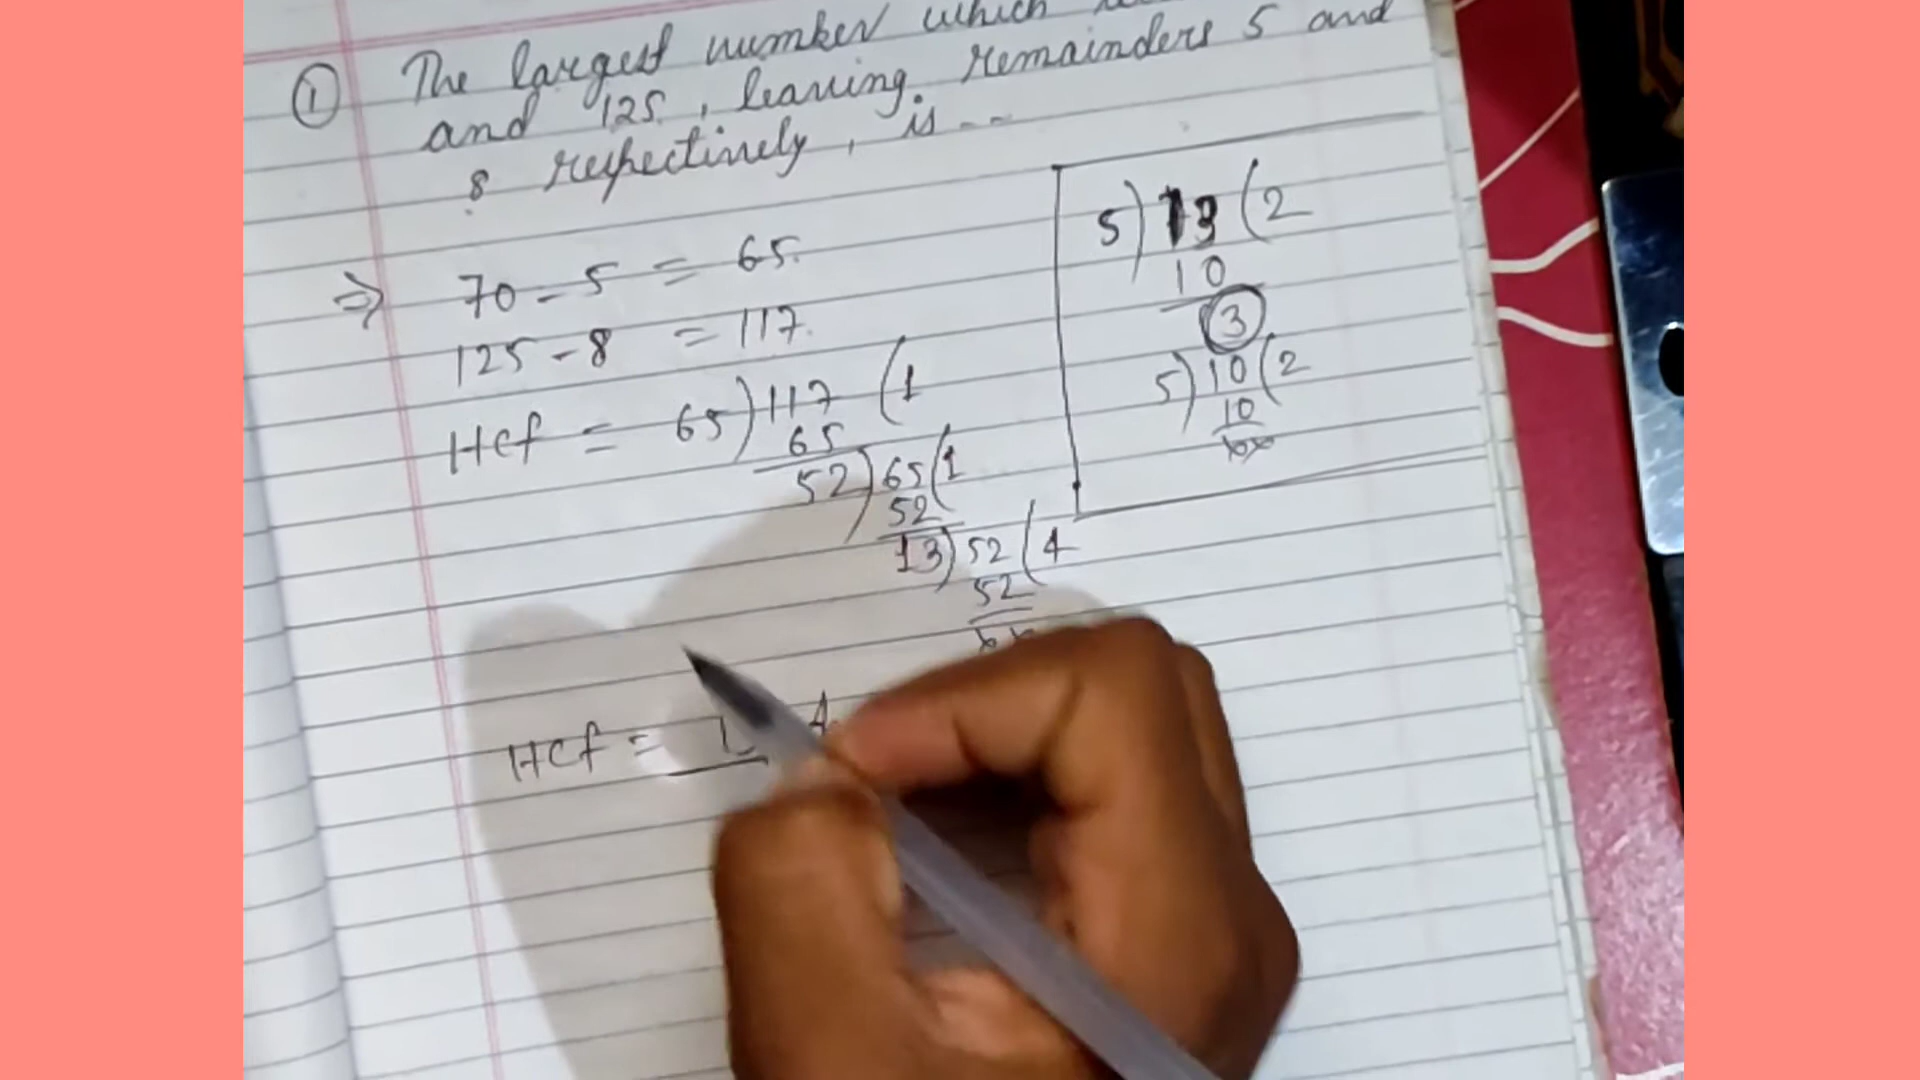 ① The largest number which
and 125, leaving remainders 5 and
8 respectively, is --
⇒ 70 - 5 = 65.
125 - 8 = 117.
Hcf = 65) 117 (1
65
52) 65 (1
52
13) 52 (4
52
Hcf =
5) 13 (2
10
3
5) 10 (2
10